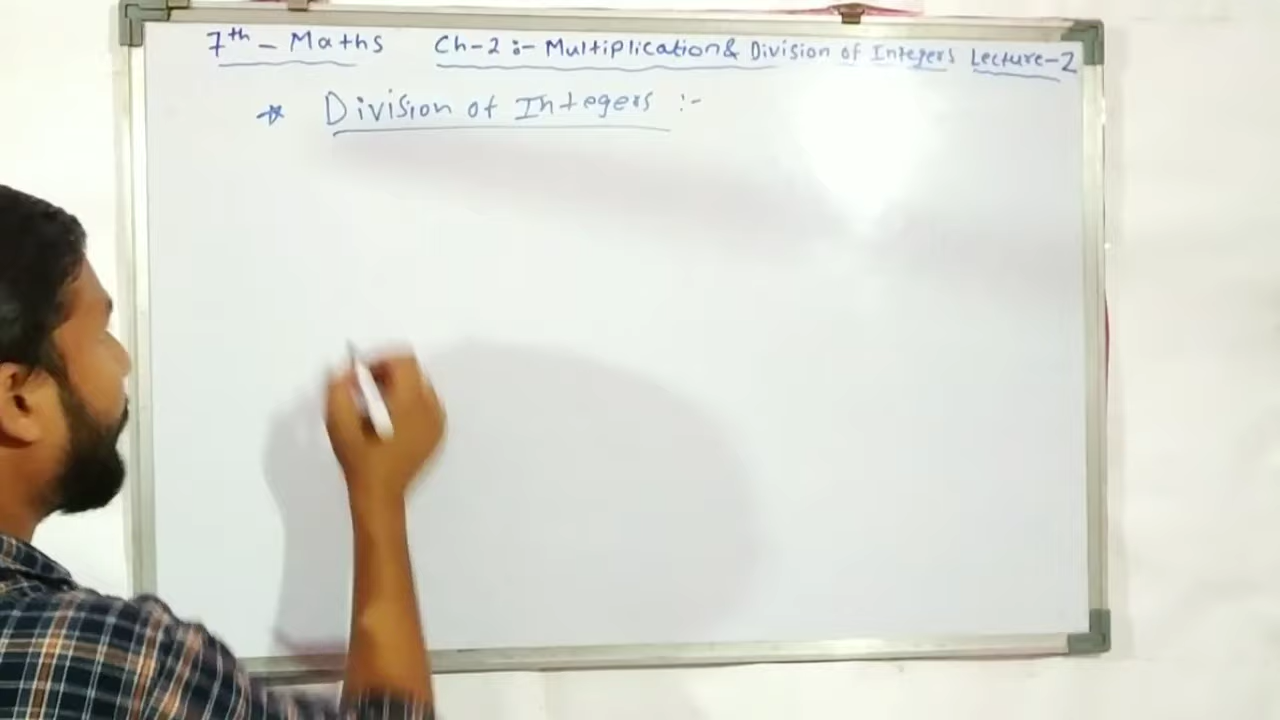 7th - Maths Ch-2 :- Multiplication & Division of Integers Lecture-2
* Division of Integers :-